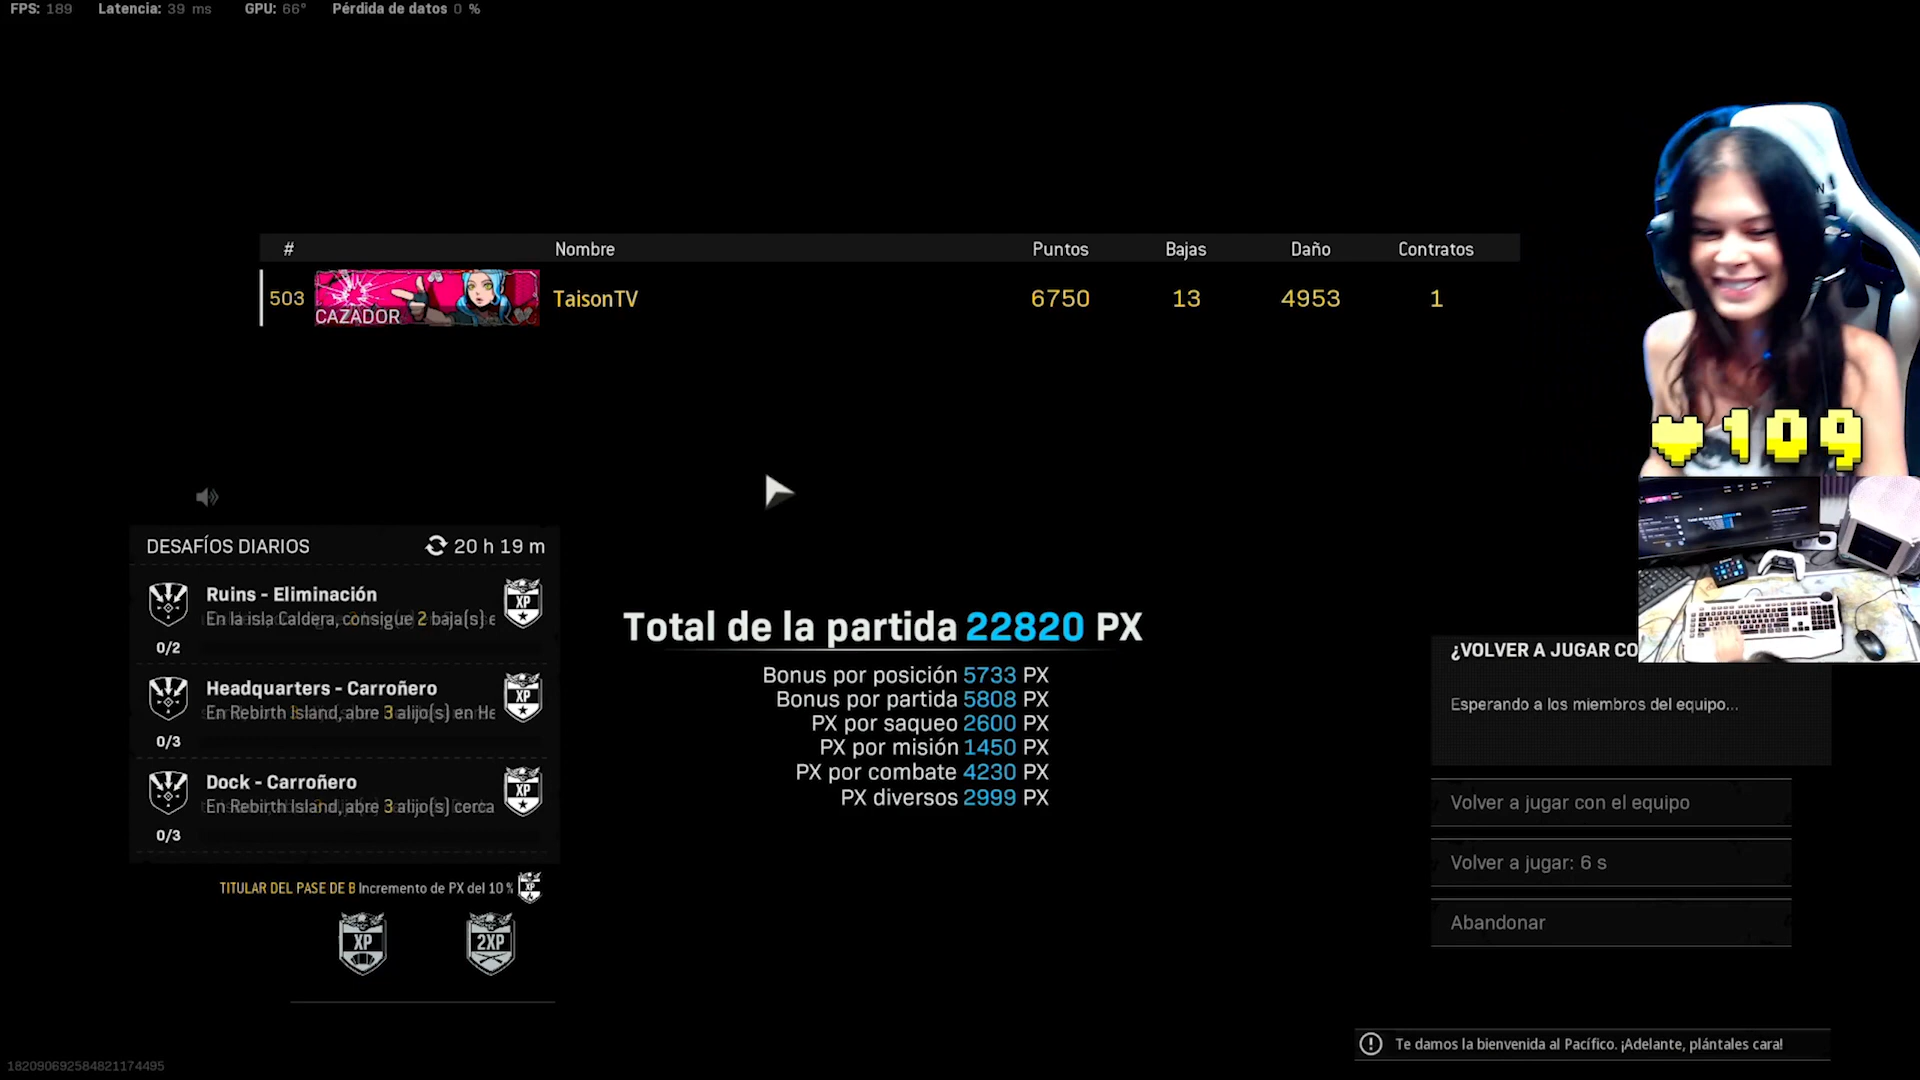 FPS: 189 Latencia: 39 ms GPU: 66° Pérdida de datos 0 %
# Nombre Puntos Bajas Daño Contratos
503 CAZADOR TaisonTV 6750 13 4953 1
109
DESAFÍOS DIARIOS 20 h 19 m
Ruins - Eliminación
En la isla Caldera, consigue 2 baja(s) e
XP
0/2
Headquarters - Carroñero
En Rebirth Island, abre 3 alijo(s) en He
XP
0/3
Dock - Carroñero
En Rebirth Island, abre 3 alijo(s) cerca
XP
0/3
TITULAR DEL PASE DE B Incremento de PX del 10 % XP
XP 2XP
Total de la partida 22820 PX
Bonus por posición 5733 PX
Bonus por partida 5808 PX
PX por saqueo 2600 PX
PX por misión 1450 PX
PX por combate 4230 PX
PX diversos 2999 PX
¿VOLVER A JUGAR CO
Esperando a los miembros del equipo...
Volver a jugar con el equipo
Volver a jugar: 6 s
Abandonar
Te damos la bienvenida al Pacífico. ¡Adelante, plántales cara!
182090692584821174495